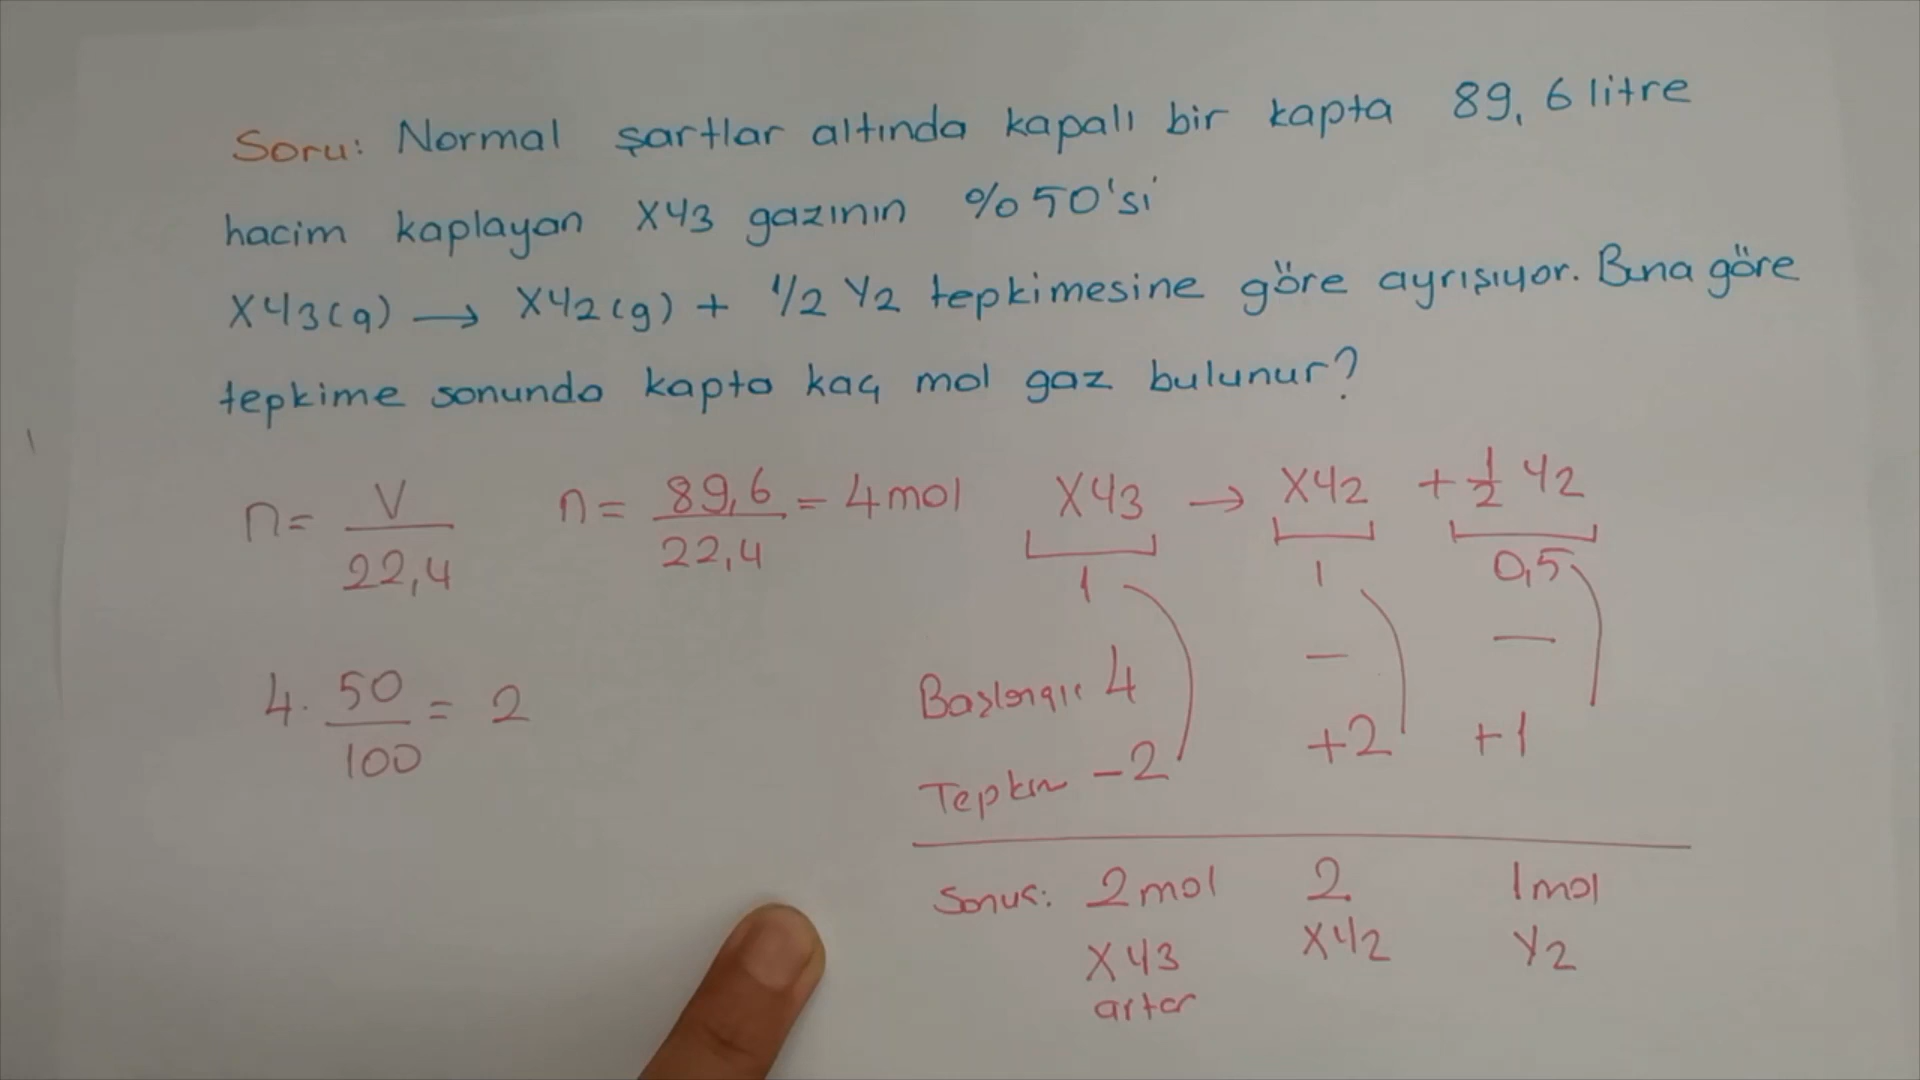 Soru: Normal şartlar altında kapalı bir kapta 89,6 litre
hacim kaplayan XY3 gazının %50'si
XY3(g) → XY2(g) + 1/2 Y2 tepkimesine göre ayrışıyor. Buna göre
tepkime sonunda kapta kaç mol gaz bulunur?
n = V / 22,4
n = 89,6 / 22,4 = 4 mol
XY3 → XY2 + 1/2 Y2
1 1 0,5
4 . 50 / 100 = 2
Başlangıç 4 – –
-2 +2 +1
Sonuç: 2 mol 2 1 mol
XY3 XY2 Y2
artar